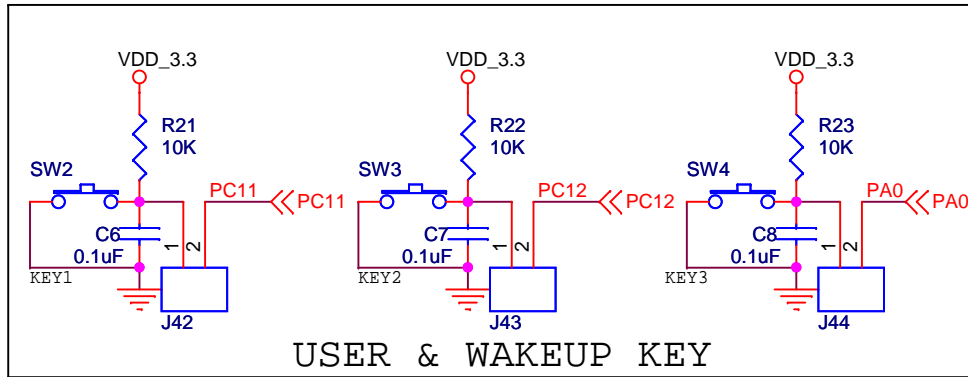 VDD_3.3
R21
10K
SW2
PC11
PC11
C6
0.1uF
1
2
KEY1
J42
VDD_3.3
R22
10K
SW3
PC12
PC12
C7
0.1uF
1
2
KEY2
J43
VDD_3.3
R23
10K
SW4
PA0
PA0
C8
0.1uF
1
2
KEY3
J44
USER & WAKEUP KEY